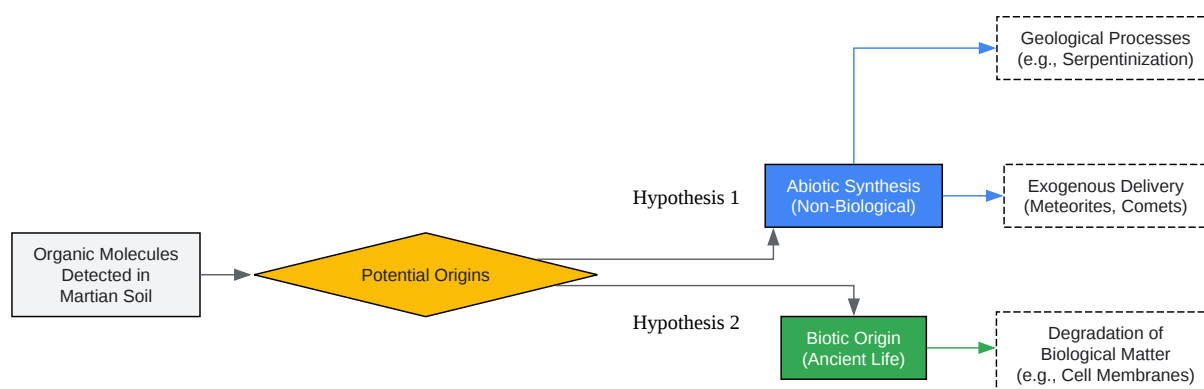 Organic Molecules
Detected in
Martian Soil
Potential Origins
Hypothesis 1
Abiotic Synthesis
(Non-Biological)
Geological Processes
(e.g., Serpentinization)
Exogenous Delivery
(Meteorites, Comets)
Hypothesis 2
Biotic Origin
(Ancient Life)
Degradation of
Biological Matter
(e.g., Cell Membranes)